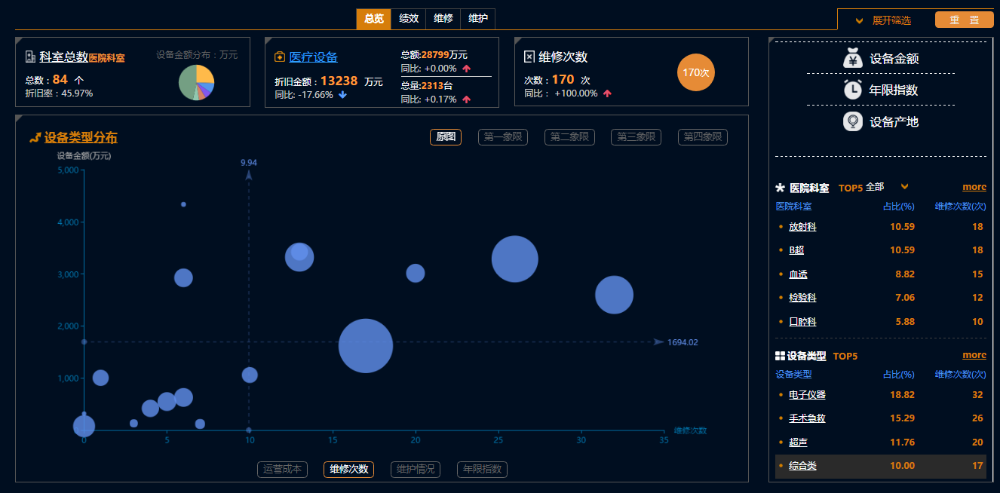 总览 绩效 维修 维护
展开筛选 重 置
科室总数医院科室 设备金额分布：万元
总数：84 个
折旧率：45.97%
医疗设备
折旧金额：13238 万元
同比: -17.66%
总额:28799万元
同比: +0.00%
总量:2313台
同比: +0.17%
维修次数
次数：170 次
同比： +100.00%
170次
设备金额
年限指数
设备产地
设备类型分布
原图 第一象限 第二象限 第三象限 第四象限
设备金额(万元)
9.94
5,000
4,000
3,000
2,000
1694.02
1,000
0
0 5 10 15 20 25 30 35
维修次数
运营成本 维修次数 维护情况 年限指数
医院科室 TOP5 全部 more
医院科室 占比(%) 维修次数(次)
放射科 10.59 18
B超 10.59 18
血透 8.82 15
检验科 7.06 12
口腔科 5.88 10
设备类型 TOP5 more
设备类型 占比(%) 维修次数(次)
电子仪器 18.82 32
手术急救 15.29 26
超声 11.76 20
综合类 10.00 17